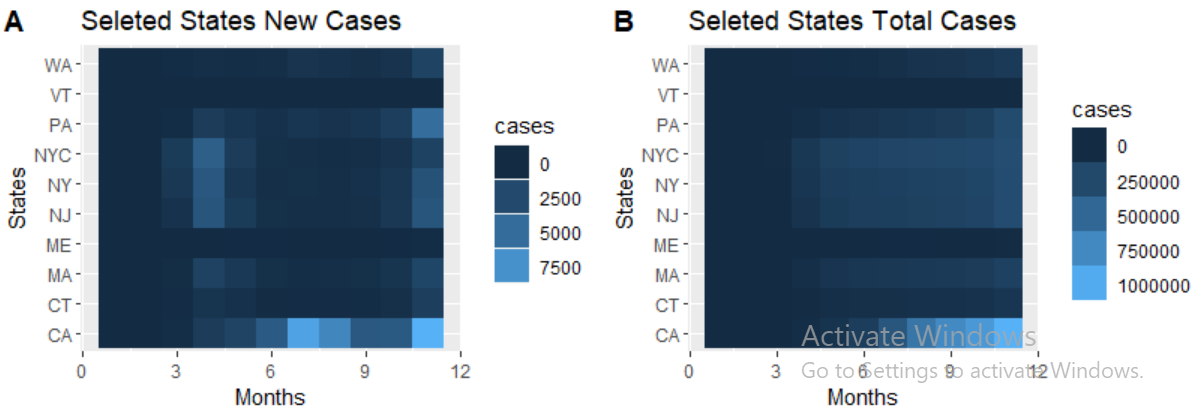 A Seleted States New Cases
States
WA
VT
PA
NYC
NY
NJ
ME
MA
CT
CA
0 3 6 9 12
Months
cases
0
2500
5000
7500
B Seleted States Total Cases
States
WA
VT
PA
NYC
NY
NJ
ME
MA
CT
CA
0 3 6 9 12
Months
cases
0
250000
500000
750000
1000000
Activate Windows
Go to Settings to activate Windows.